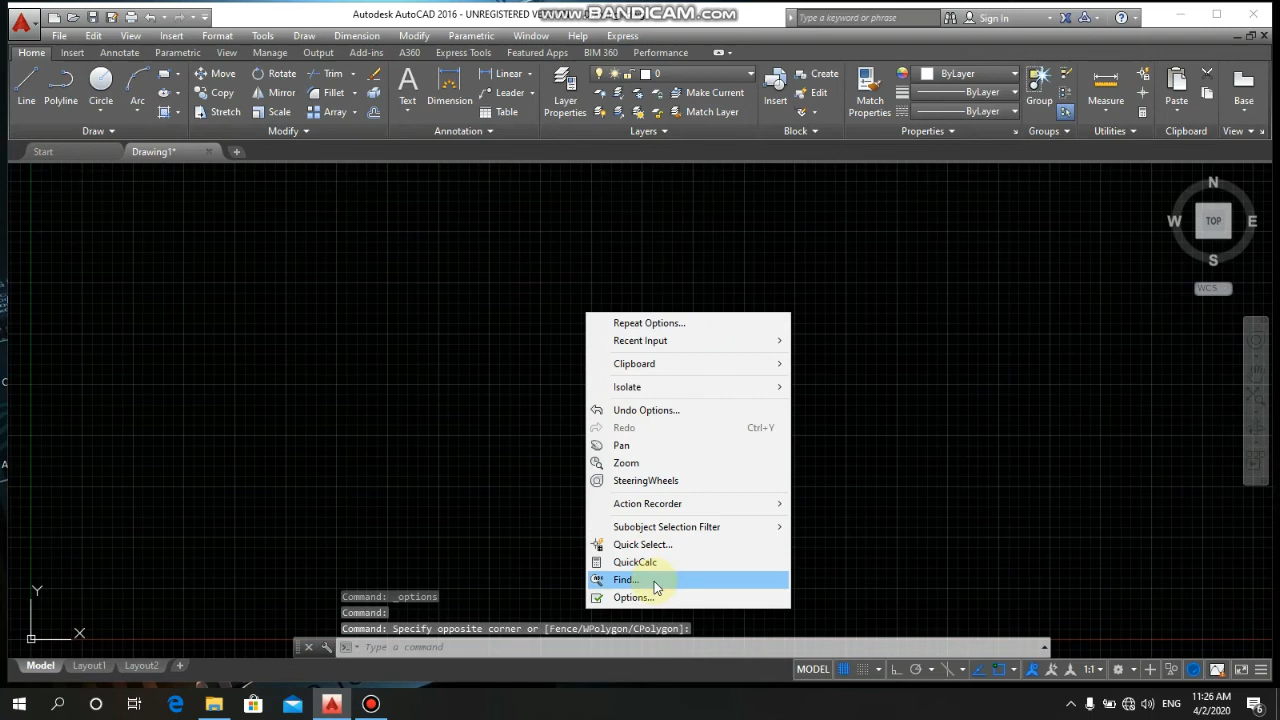 Autodesk AutoCAD 2016 - UNREGISTERED VE
www.BANDICAM.com
Type a keyword or phrase
Sign In
File Edit View Insert Format Tools Draw Dimension Modify Parametric Window Help Express
Home Insert Annotate Parametric View Manage Output Add-ins A360 Express Tools Featured Apps BIM 360 Performance
Line Polyline Circle Arc
Move Rotate Trim
Copy Mirror Fillet
Stretch Scale Array
Text Dimension
Linear
Leader
Table
Layer Properties
0
Make Current
Match Layer
Insert
Create
Edit
Match Properties
ByLayer
ByLayer
ByLayer
Group
Measure
Paste
Base
Draw Modify Annotation Layers Block Properties Groups Utilities Clipboard View
Start Drawing1*
N
W TOP E
S
WCS
Repeat Options...
Recent Input
Clipboard
Isolate
Undo Options...
Redo Ctrl+Y
Pan
Zoom
SteeringWheels
Action Recorder
Subobject Selection Filter
Quick Select...
QuickCalc
Find...
Options...
Y
X
Command: _options
Command:
Command: Specify opposite corner or [Fence/WPolygon/CPolygon]:
Type a command
Model Layout1 Layout2
MODEL 1:1
11:26 AM
4/2/2020
6